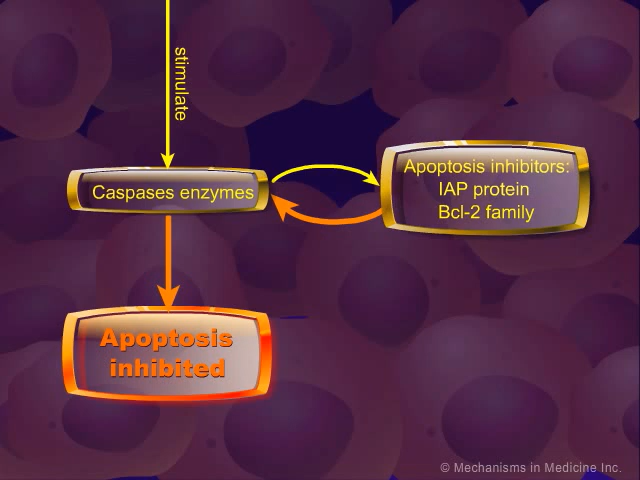 stimulate
Caspases enzymes
Apoptosis inhibitors:
IAP protein
Bcl-2 family
Apoptosis
inhibited
© Mechanisms in Medicine Inc.